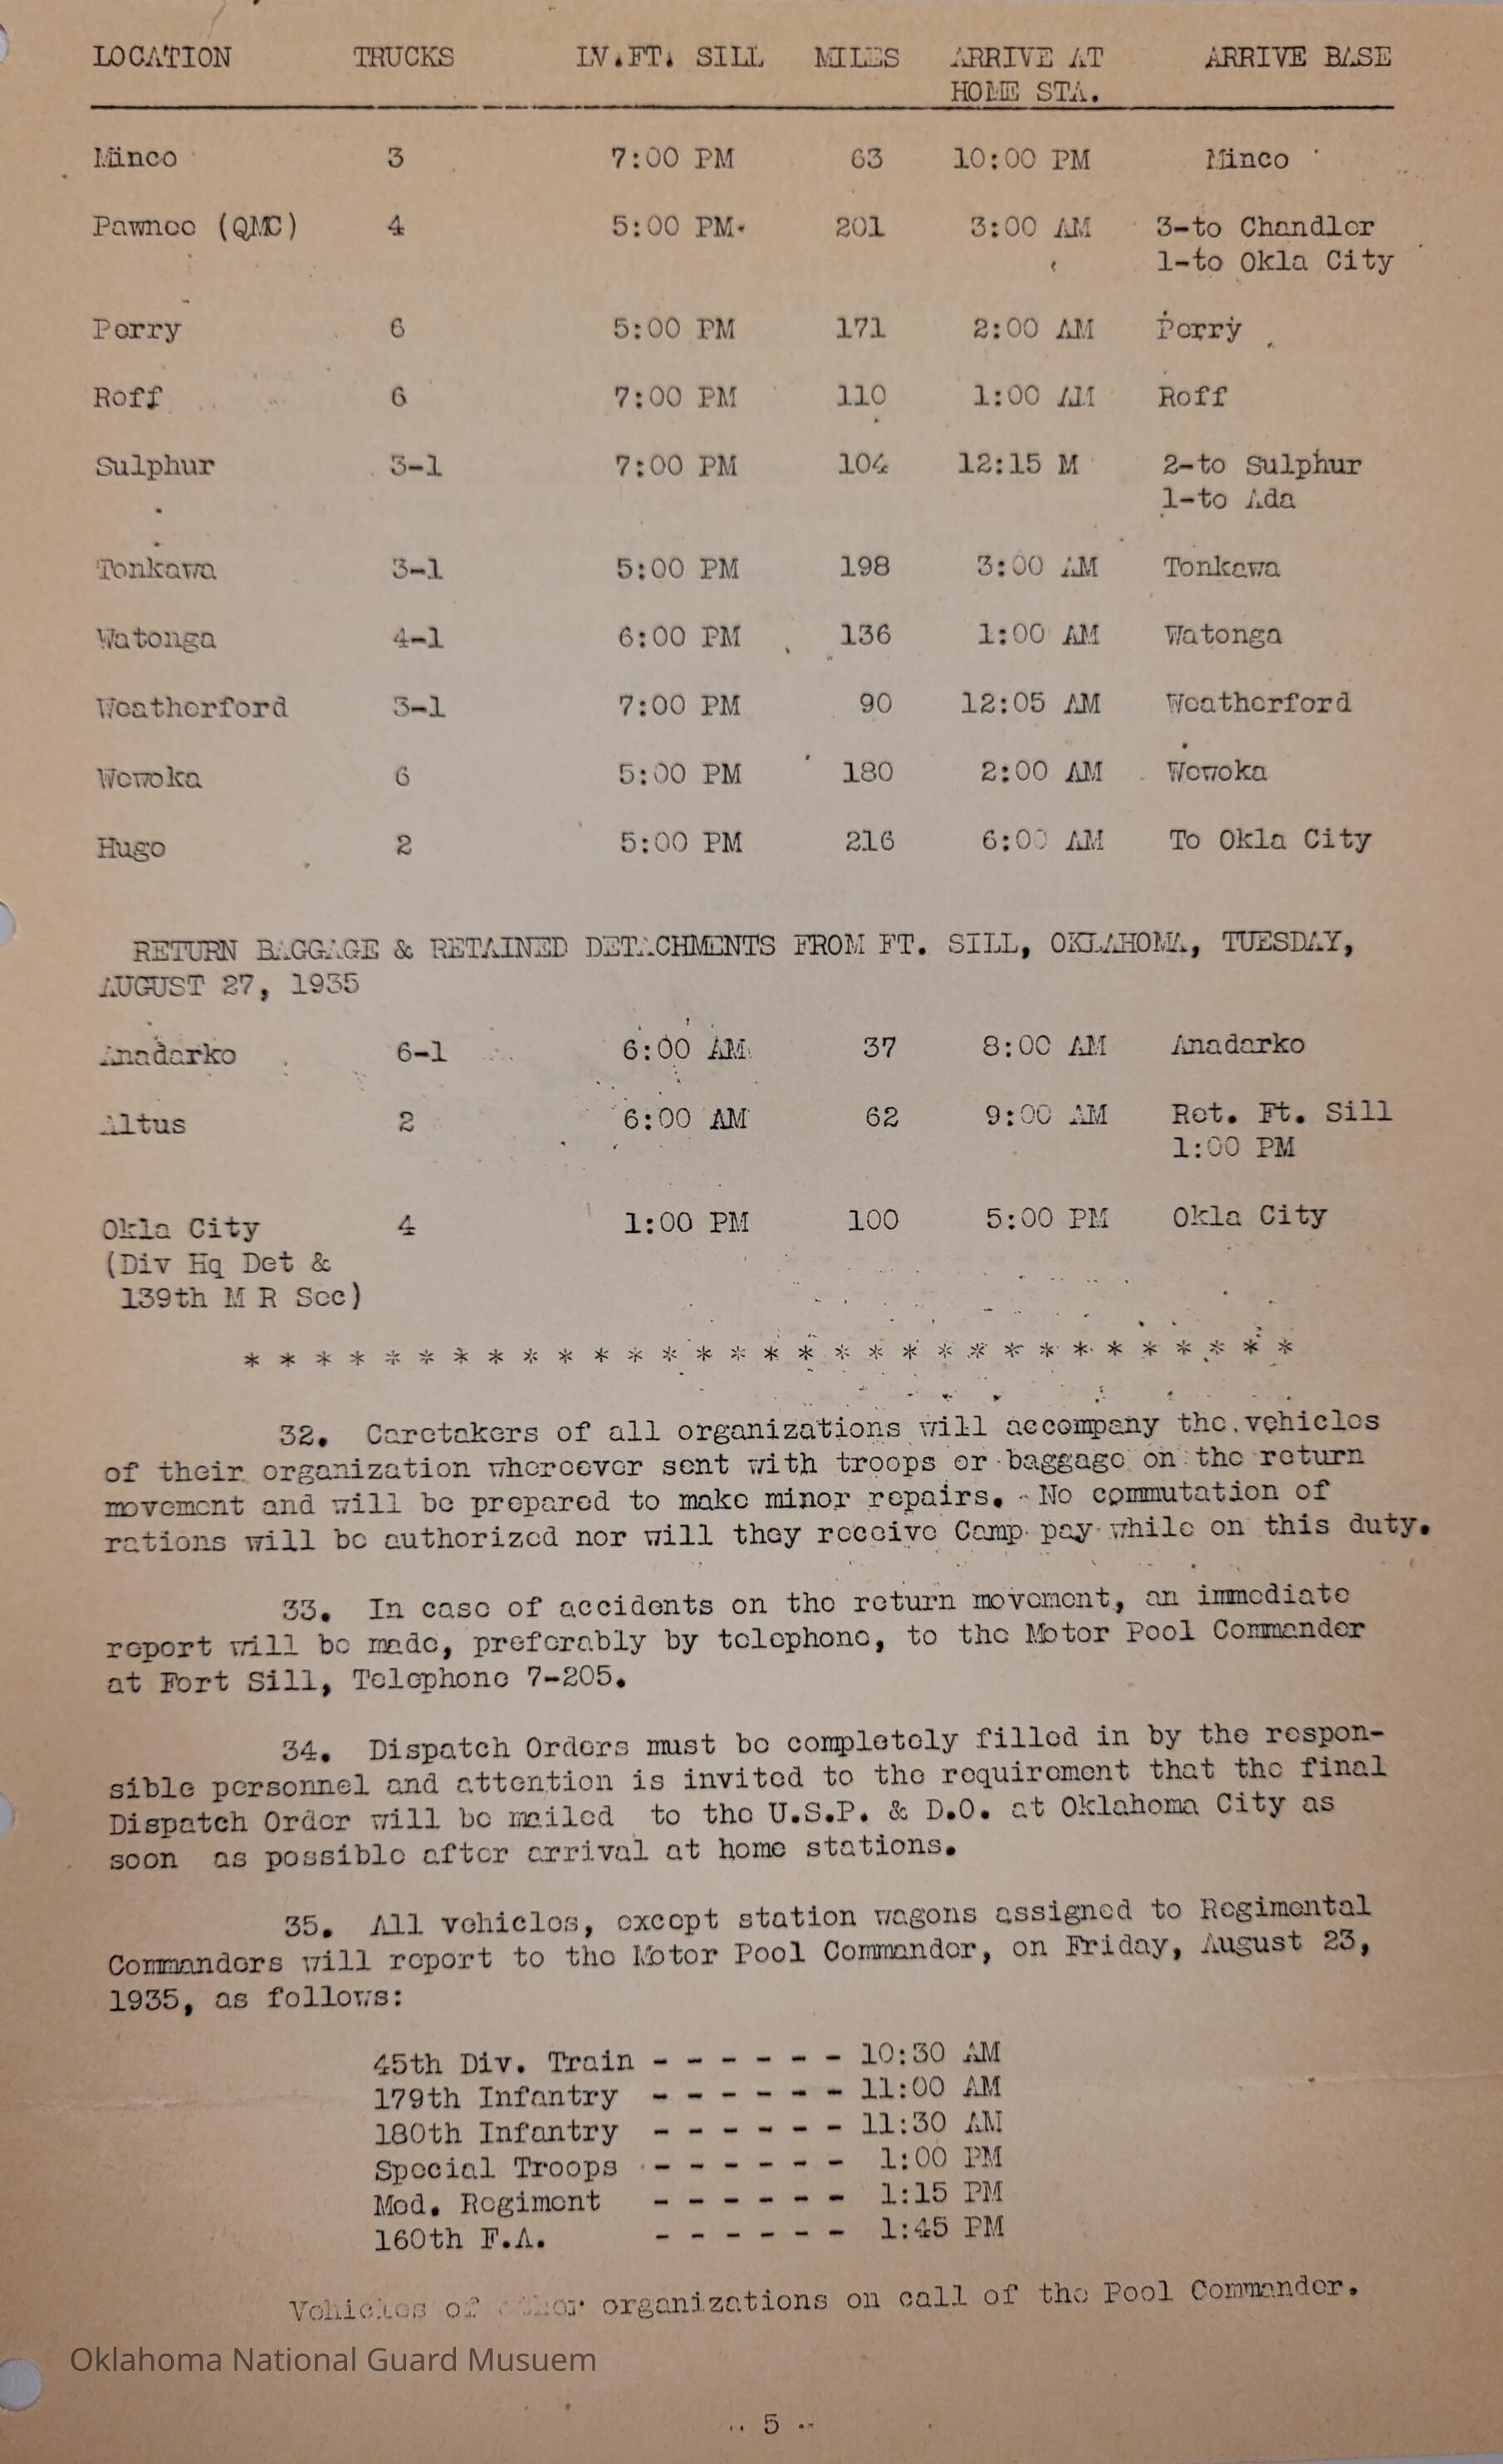 LOCATION TRUCKS LV.FT. SILL MILES ARRIVE AT ARRIVE BASE
HOME STA.
Minco 3 7:00 PM 63 10:00 PM Minco
Pawnee (QMC) 4 5:00 PM 201 3:00 AM 3-to Chandler
1-to Okla City
Perry 6 5:00 PM 171 2:00 AM Perry
Roff 6 7:00 PM 110 1:00 AM Roff
Sulphur 3-1 7:00 PM 104 12:15 M 2-to Sulphur
1-to Ada
Tonkawa 3-1 5:00 PM 198 3:00 AM Tonkawa
Watonga 4-1 6:00 PM 136 1:00 AM Watonga
Weatherford 3-1 7:00 PM 90 12:05 AM Weatherford
Wewoka 6 5:00 PM 180 2:00 AM Wewoka
Hugo 2 5:00 PM 216 6:00 AM To Okla City
RETURN BAGGAGE & RETAINED DETACHMENTS FROM FT. SILL, OKLAHOMA, TUESDAY,
AUGUST 27, 1935
Anadarko 6-1 6:00 AM 37 8:00 AM Anadarko
Altus 2 6:00 AM 62 9:00 AM Ret. Ft. Sill
1:00 PM
Okla City 4 1:00 PM 100 5:00 PM Okla City
(Div Hq Det &
139th M R Sec)
* * * * * * * * * * * * * * * * * * * * * * * * * * * * * * *
32. Caretakers of all organizations will accompany the vehicles
of their organization whereever sent with troops or baggage on the return
movement and will be prepared to make minor repairs. No commutation of
rations will be authorized nor will they receive Camp pay while on this duty.
33. In case of accidents on the return movement, an immediate
report will be made, preferably by telephone, to the Motor Pool Commander
at Fort Sill, Telephone 7-205.
34. Dispatch Orders must be completely filled in by the respon-
sible personnel and attention is invited to the requirement that the final
Dispatch Order will be mailed to the U.S.P. & D.O. at Oklahoma City as
soon as possible after arrival at home stations.
35. All vehicles, except station wagons assigned to Regimental
Commanders will report to the Motor Pool Commander, on Friday, August 23,
1935, as follows:
45th Div. Train - - - - - - 10:30 AM
179th Infantry - - - - - - 11:00 AM
180th Infantry - - - - - - 11:30 AM
Special Troops - - - - - - 1:00 PM
Med. Regiment - - - - - - 1:15 PM
160th F.A. - - - - - - 1:45 PM
Vehicles of other organizations on call of the Pool Commander.
Oklahoma National Guard Musuem
- 5 -